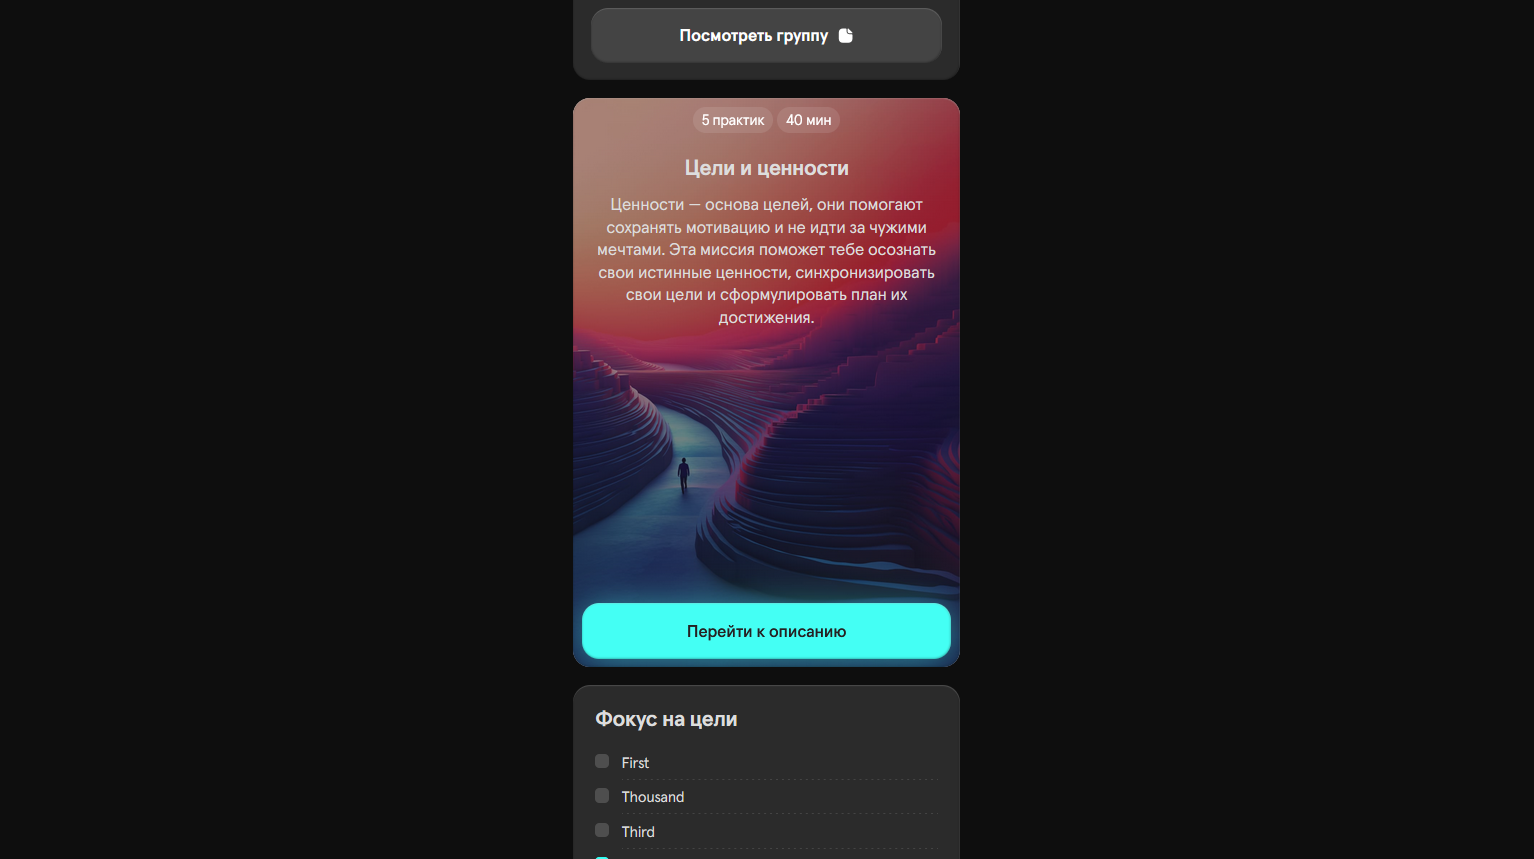 Посмотреть группу
5 практик 40 мин
Цели и ценности
Ценности — основа целей, они помогают
сохранять мотивацию и не идти за чужими
мечтами. Эта миссия поможет тебе осознать
свои истинные ценности, синхронизировать
свои цели и сформулировать план их
достижения.
Перейти к описанию
Фокус на цели
First
Thousand
Third